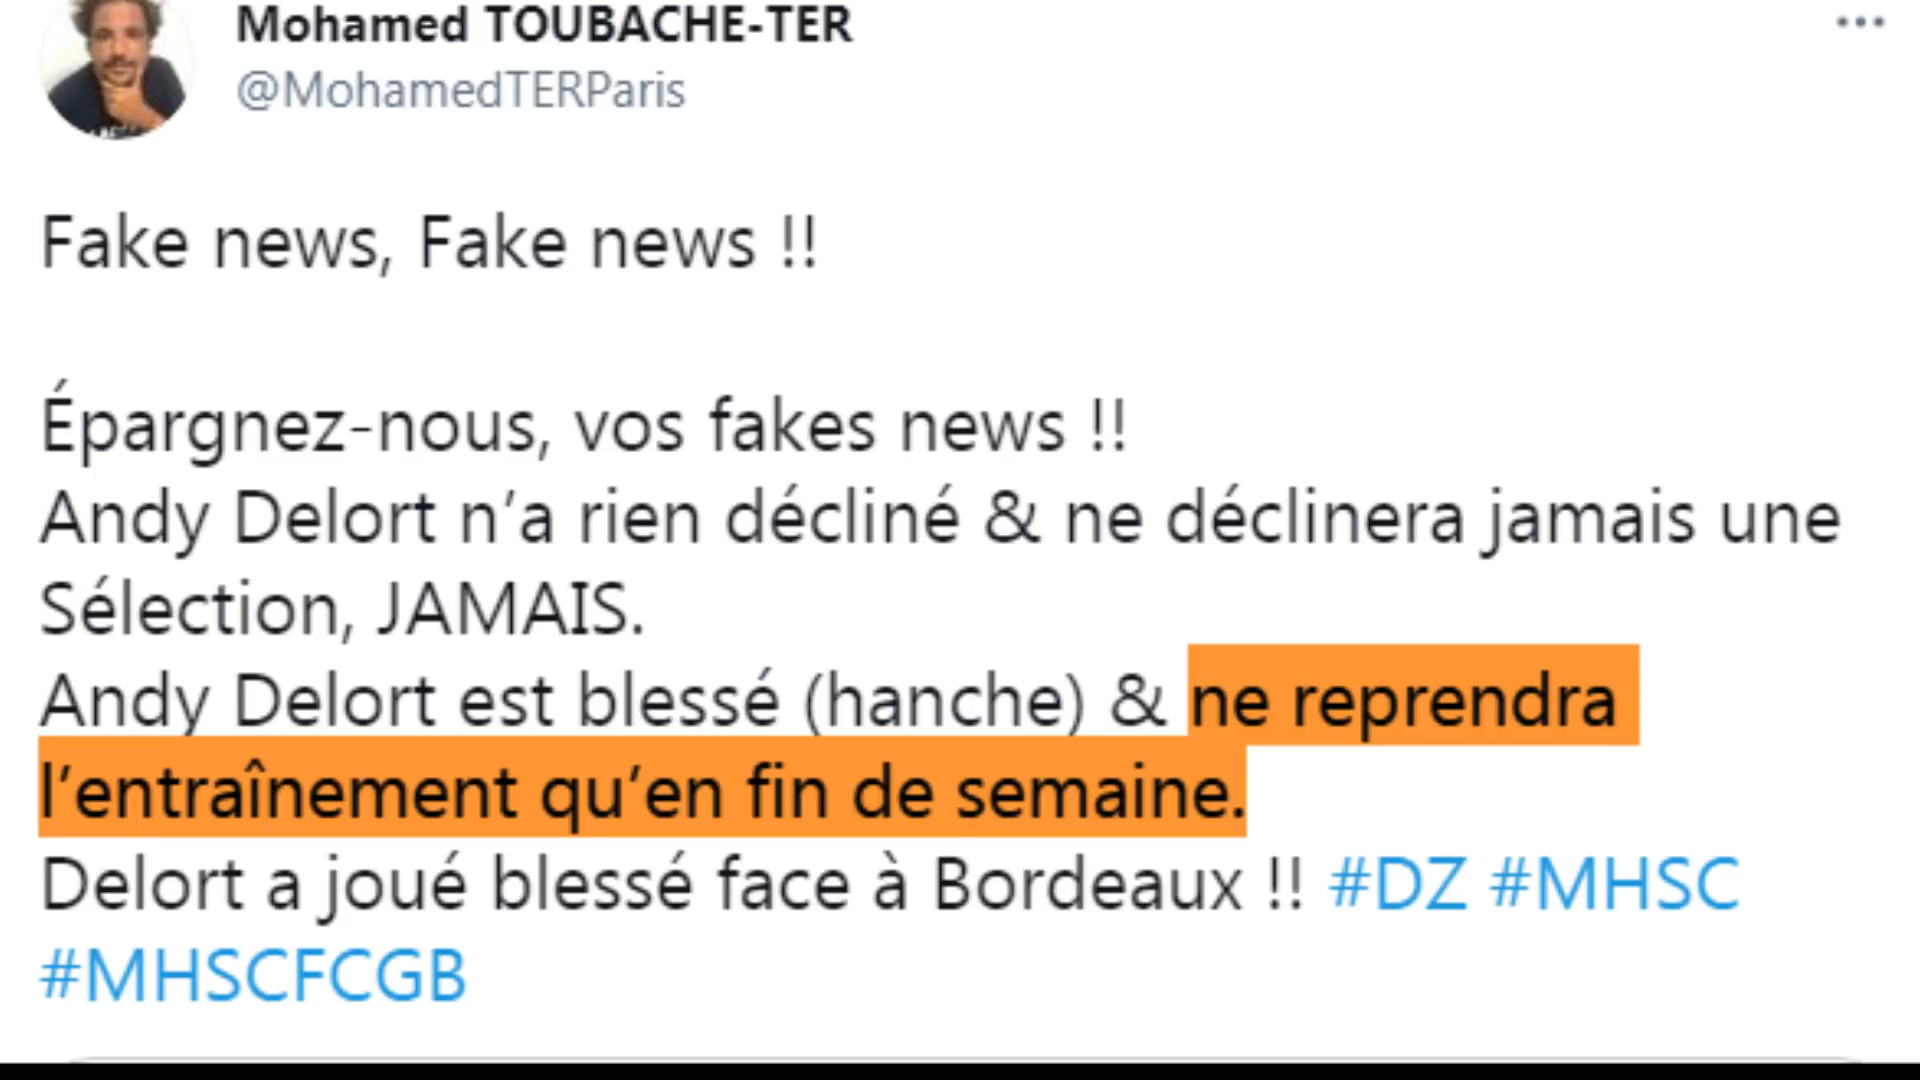 Mohamed TOUBACHE-TER
@MohamedTERParis
Fake news, Fake news !!
Épargnez-nous, vos fakes news !!
Andy Delort n’a rien décliné & ne déclinera jamais une
Sélection, JAMAIS.
Andy Delort est blessé (hanche) & ne reprendra
l’entraînement qu’en fin de semaine.
Delort a joué blessé face à Bordeaux !! #DZ #MHSC
#MHSCFCGB